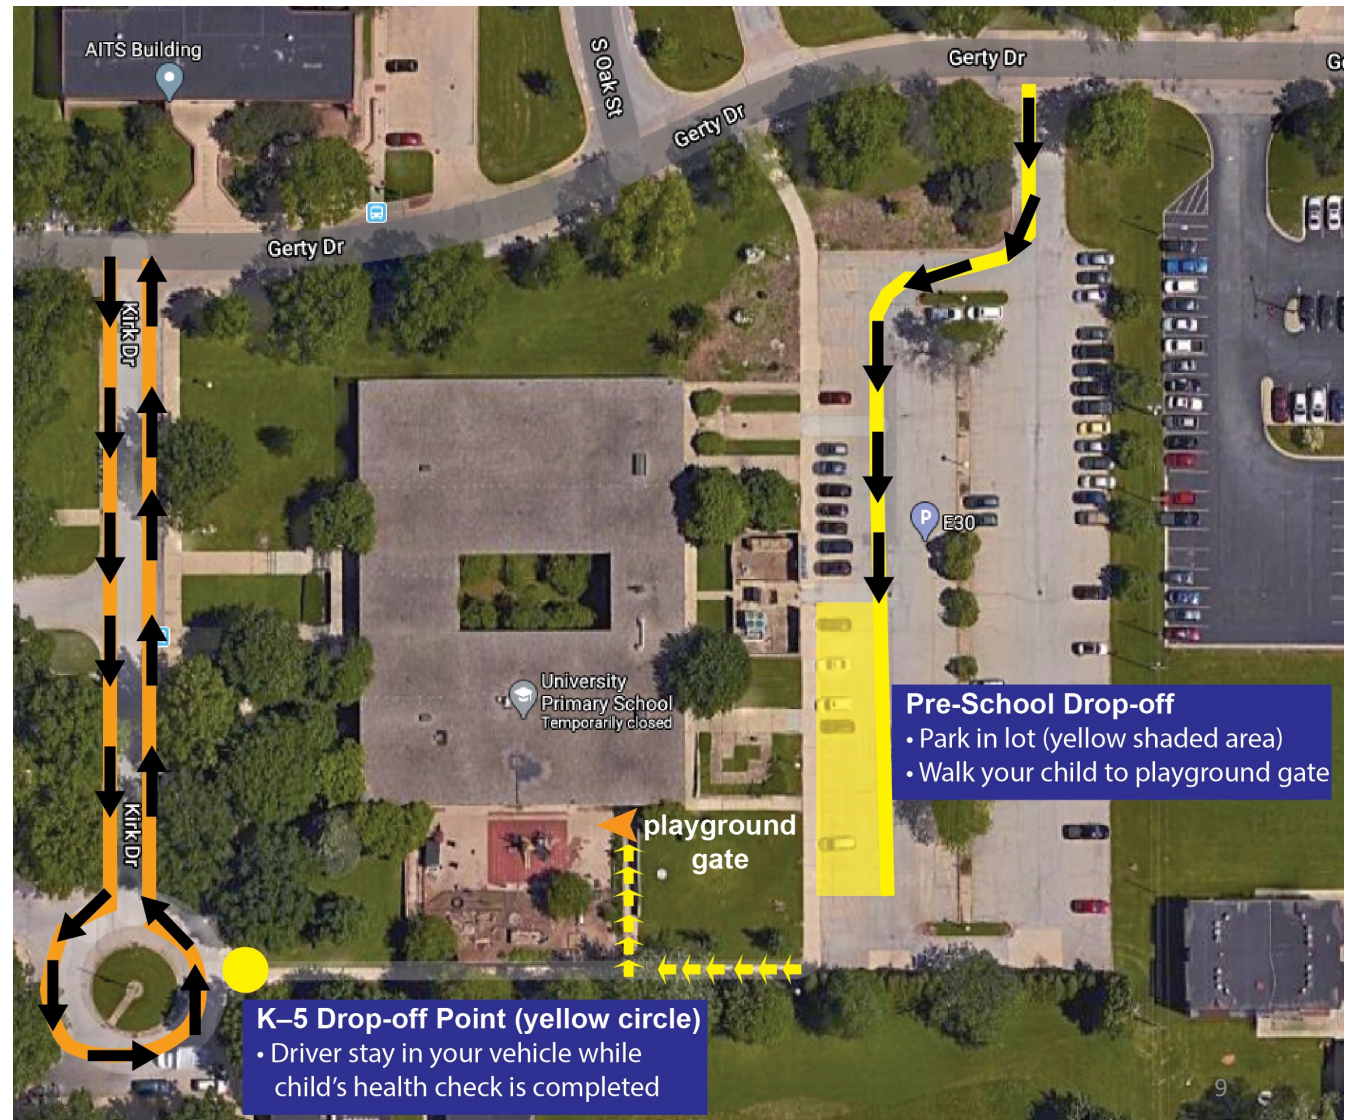 AITS Building
S Oak St
Gerty Dr
Gerty Dr
Gerty Dr
Kirk Dr
P
E30
University
Primary School
Temporarily closed
Pre-School Drop-off
• Park in lot (yellow shaded area)
• Walk your child to playground gate
playground
gate
Kirk Dr
K–5 Drop-off Point (yellow circle)
• Driver stay in your vehicle while
child’s health check is completed
9